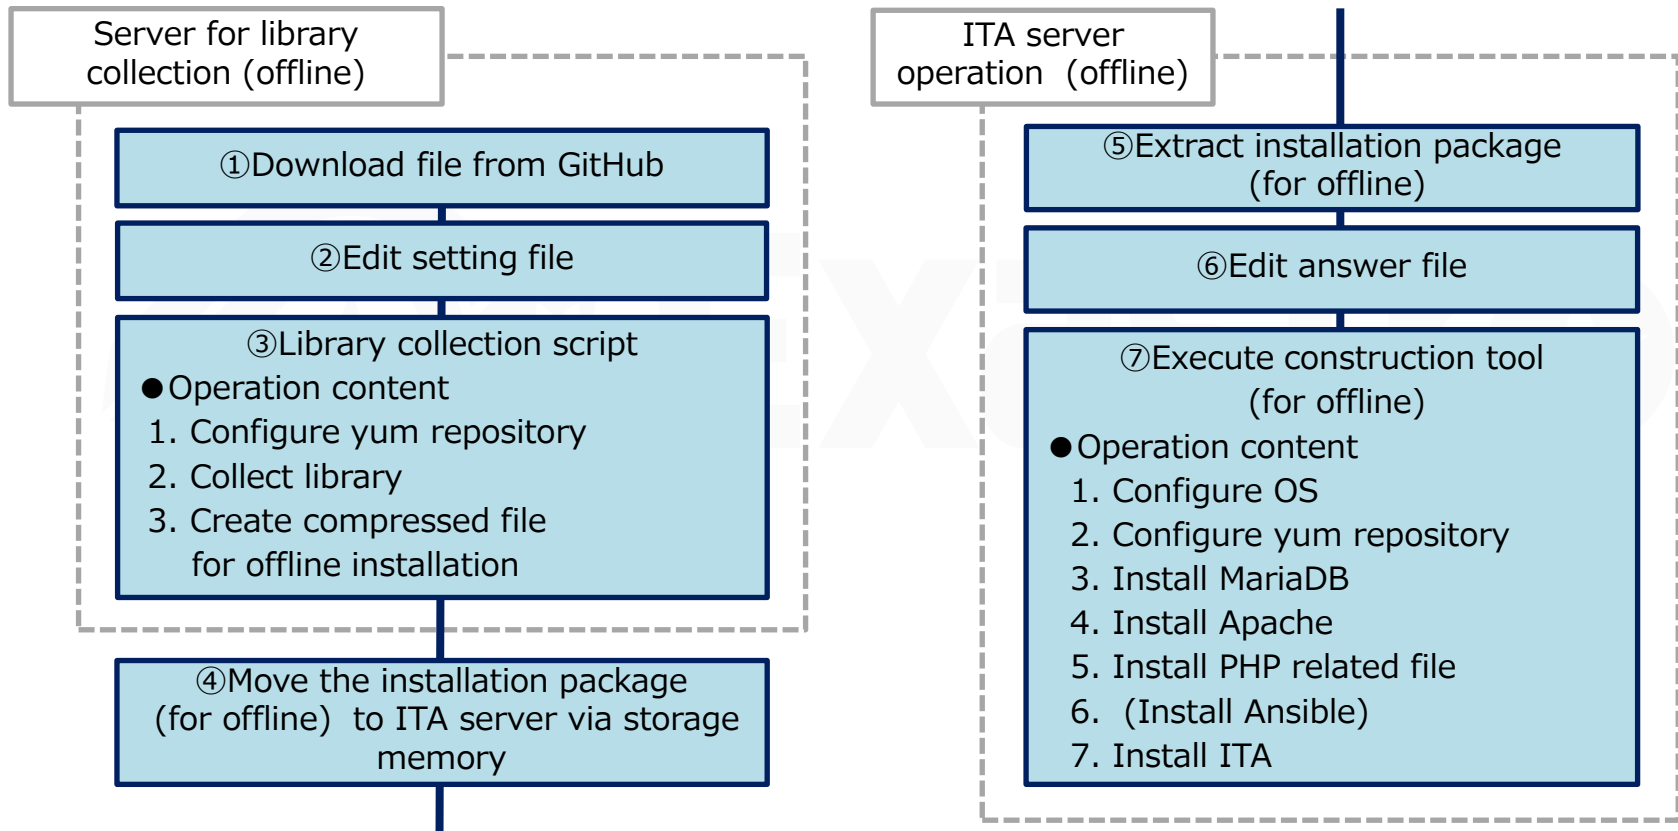 Server for library
collection (offline)
①Download file from GitHub
②Edit setting file
③Library collection script
●Operation content
1. Configure yum repository
2. Collect library
3. Create compressed file
for offline installation
④Move the installation package
(for offline) to ITA server via storage
memory
ITA server
operation (offline)
⑤Extract installation package
(for offline)
⑥Edit answer file
⑦Execute construction tool
(for offline)
●Operation content
1. Configure OS
2. Configure yum repository
3. Install MariaDB
4. Install Apache
5. Install PHP related file
6. (Install Ansible)
7. Install ITA